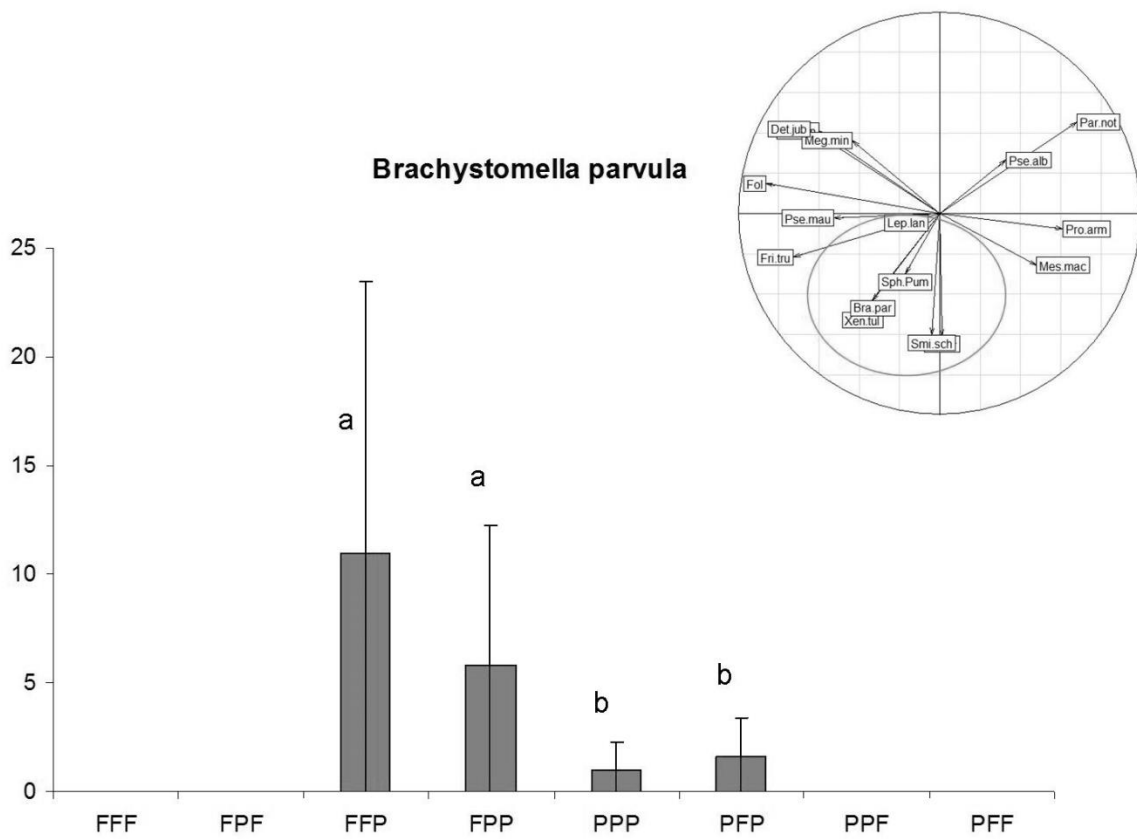 Brachystomella parvula
Det.jub
Meg.min
Par.not
Pse.alb
Fol
Pse.mau
Lep.lan
Pro.arm
Fri.tru
Mes.mac
Sph.Pum
Bra.par
Xen.tul
Smi.sch
25
20
15
10
5
0
a
a
b
b
FFF FPF FFP FPP PPP PFP PPF PFF